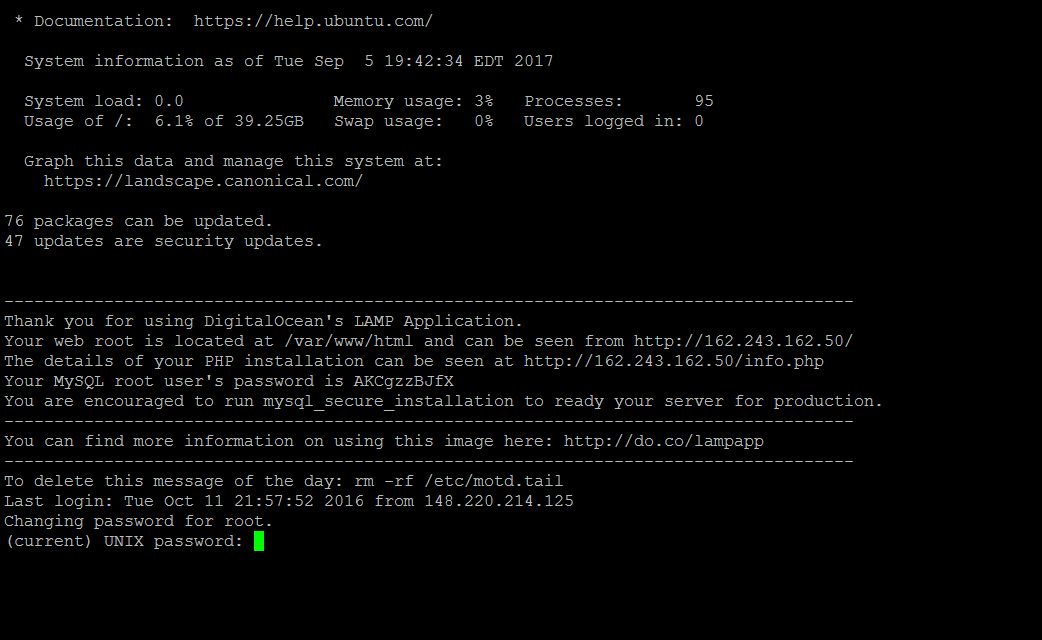 * Documentation:  https://help.ubuntu.com/
System information as of Tue Sep  5 19:42:34 EDT 2017
System load: 0.0               Memory usage: 3%   Processes:       95
Usage of /:  6.1% of 39.25GB   Swap usage:   0%   Users logged in: 0
Graph this data and manage this system at:
https://landscape.canonical.com/
76 packages can be updated.
47 updates are security updates.
-------------------------------------------------------------------------------------
Thank you for using DigitalOcean's LAMP Application.
Your web root is located at /var/www/html and can be seen from http://162.243.162.50/
The details of your PHP installation can be seen at http://162.243.162.50/info.php
Your MySQL root user's password is AKCgzzBJfX
You are encouraged to run mysql_secure_installation to ready your server for production.
-------------------------------------------------------------------------------------
You can find more information on using this image here: http://do.co/lampapp
-------------------------------------------------------------------------------------
To delete this message of the day: rm -rf /etc/motd.tail
Last login: Tue Oct 11 21:57:52 2016 from 148.220.214.125
Changing password for root.
(current) UNIX password: